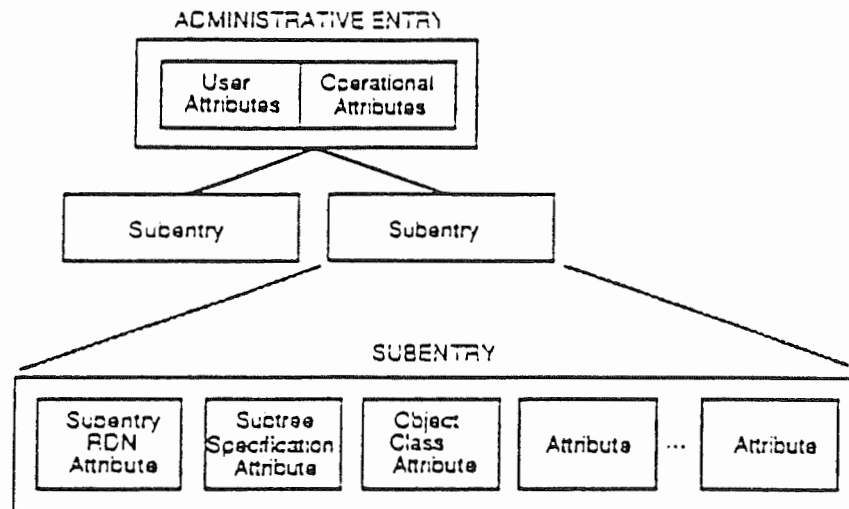 ADMINISTRATIVE ENTRY
User Attributes
Operational Attributes
Subentry
Subentry
SUBENTRY
Subentry RDN Attribute
Subtree Specification Attribute
Object Class Attribute
Attribute
...
Attribute